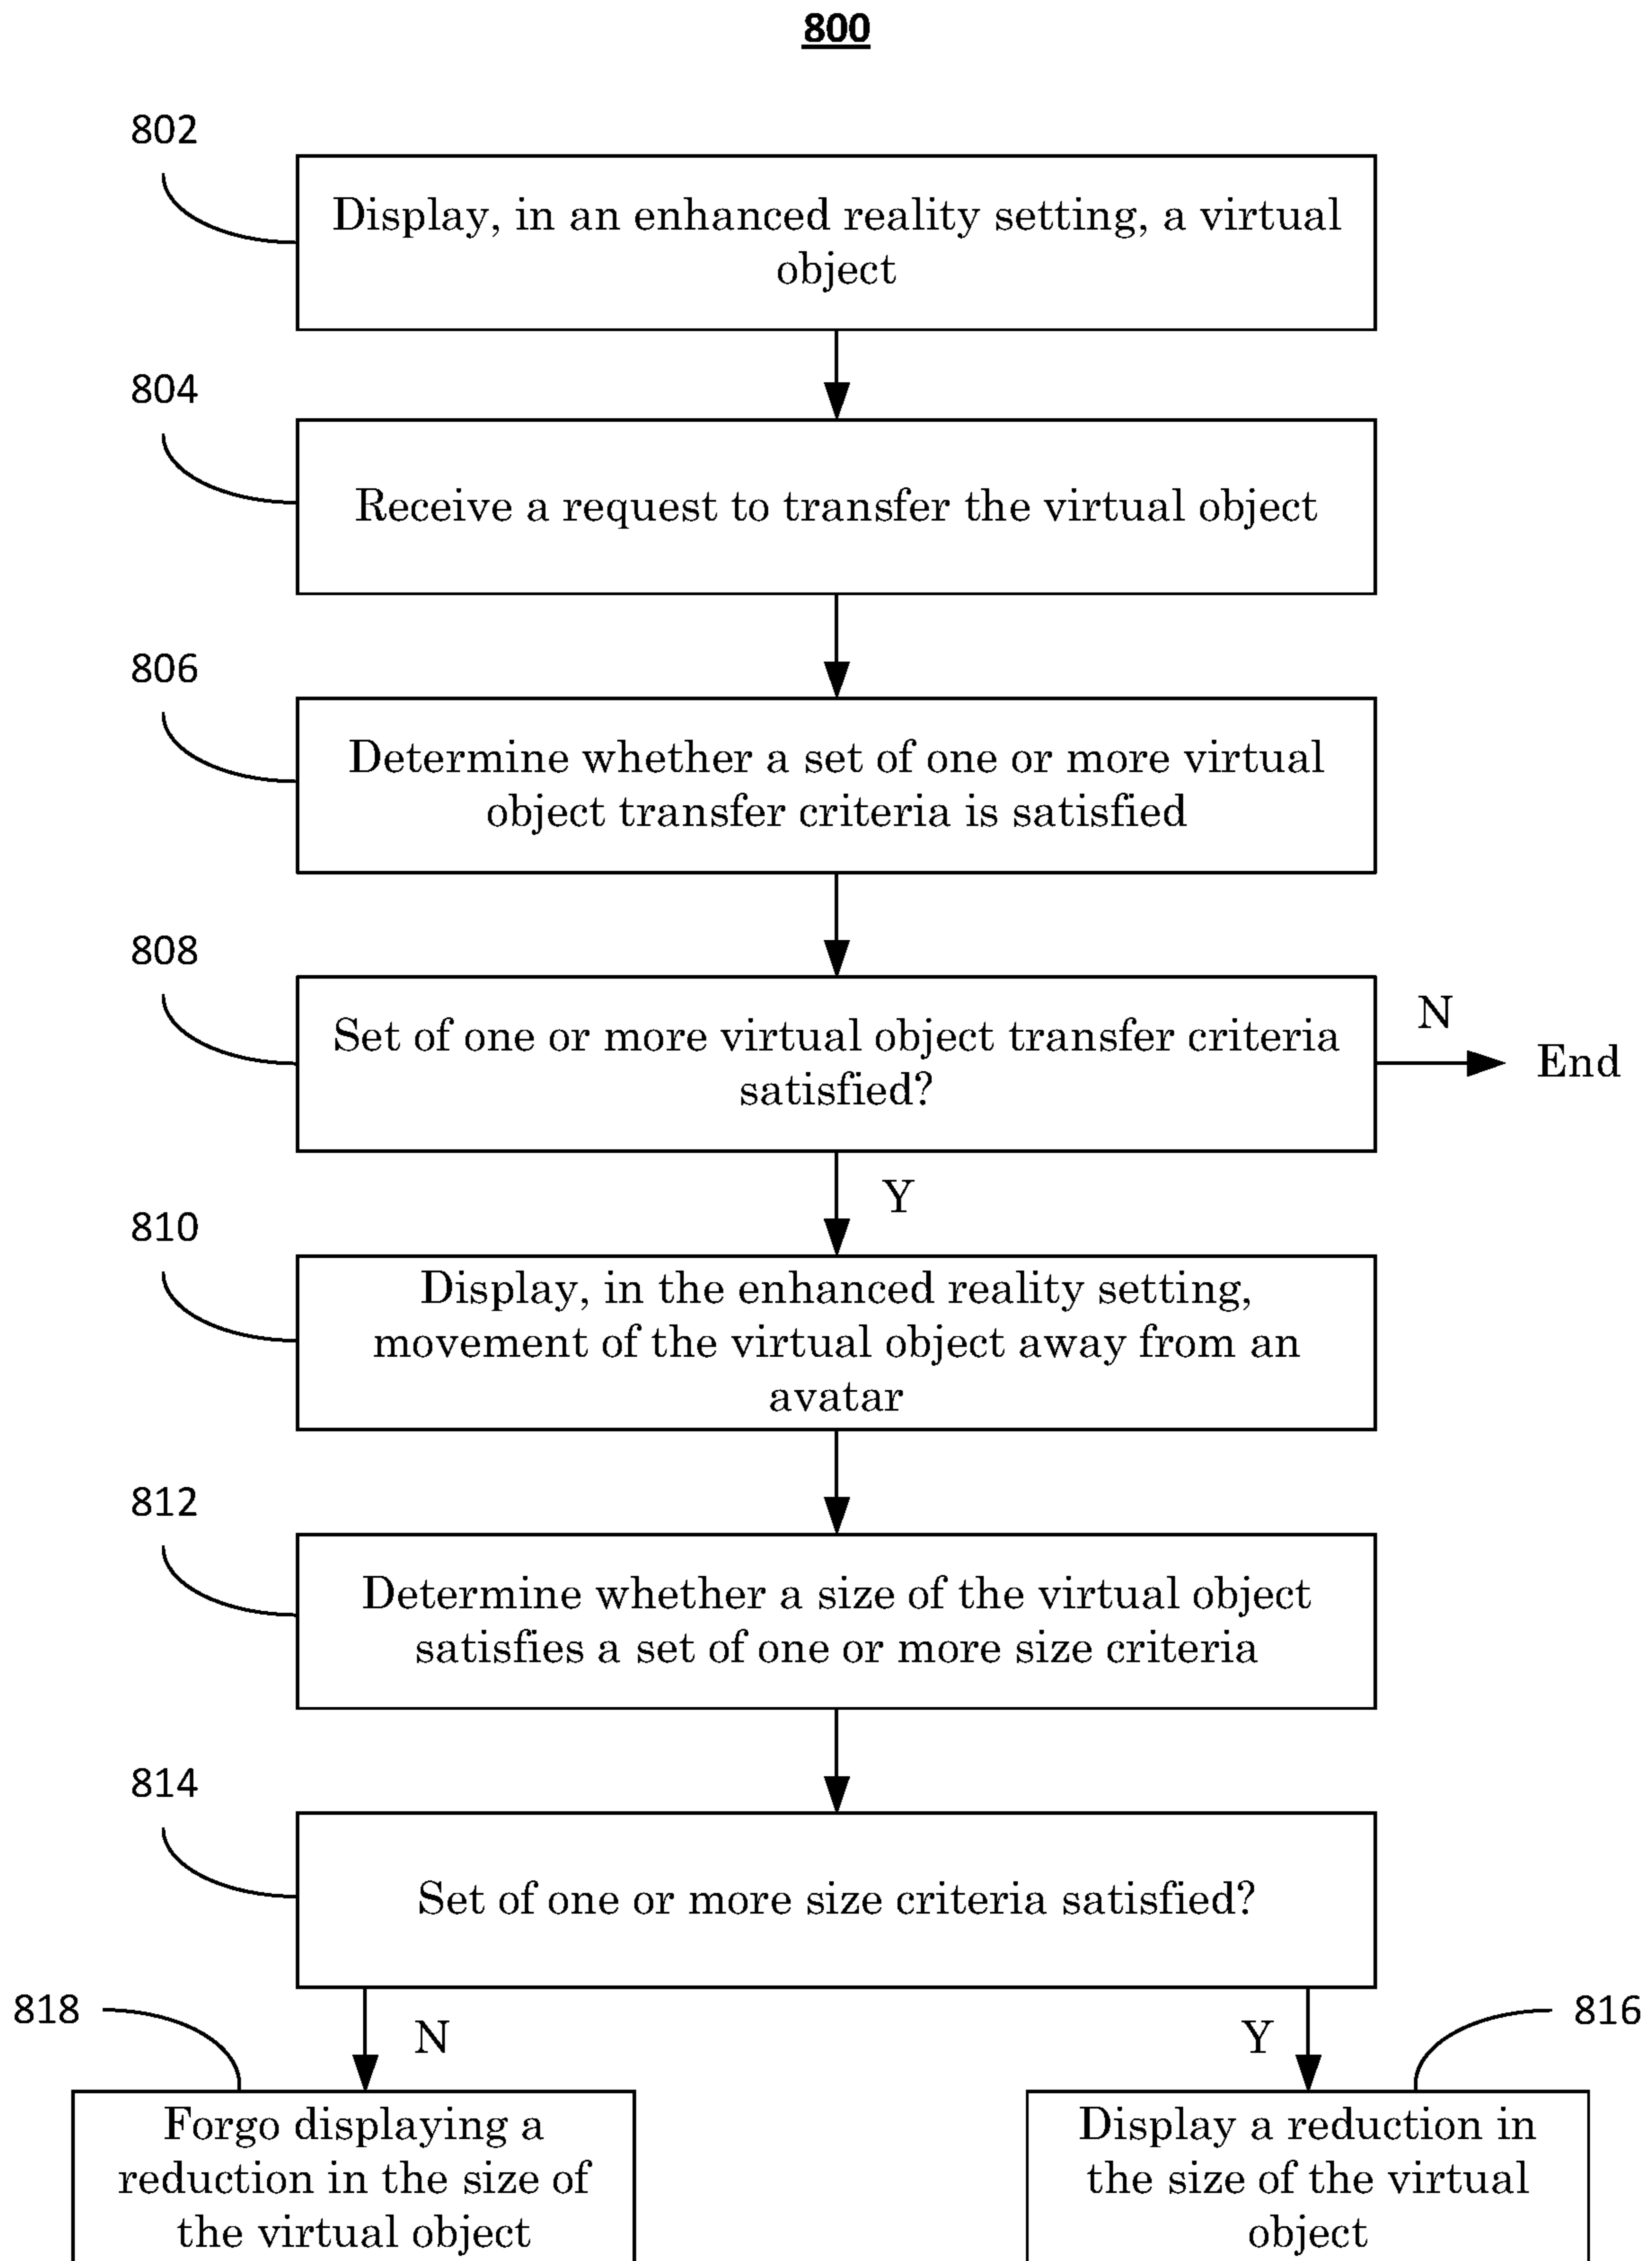 800
802
Display, in an enhanced reality setting, a virtual
object
804
Receive a request to transfer the virtual object
806
Determine whether a set of one or more virtual
object transfer criteria is satisfied
808
Set of one or more virtual object transfer criteria
satisfied?
N
End
Y
810
Display, in the enhanced reality setting,
movement of the virtual object away from an
avatar
812
Determine whether a size of the virtual object
satisfies a set of one or more size criteria
814
Set of one or more size criteria satisfied?
818
N
Y
816
Forgo displaying a
reduction in the size of
the virtual object
Display a reduction in
the size of the virtual
object